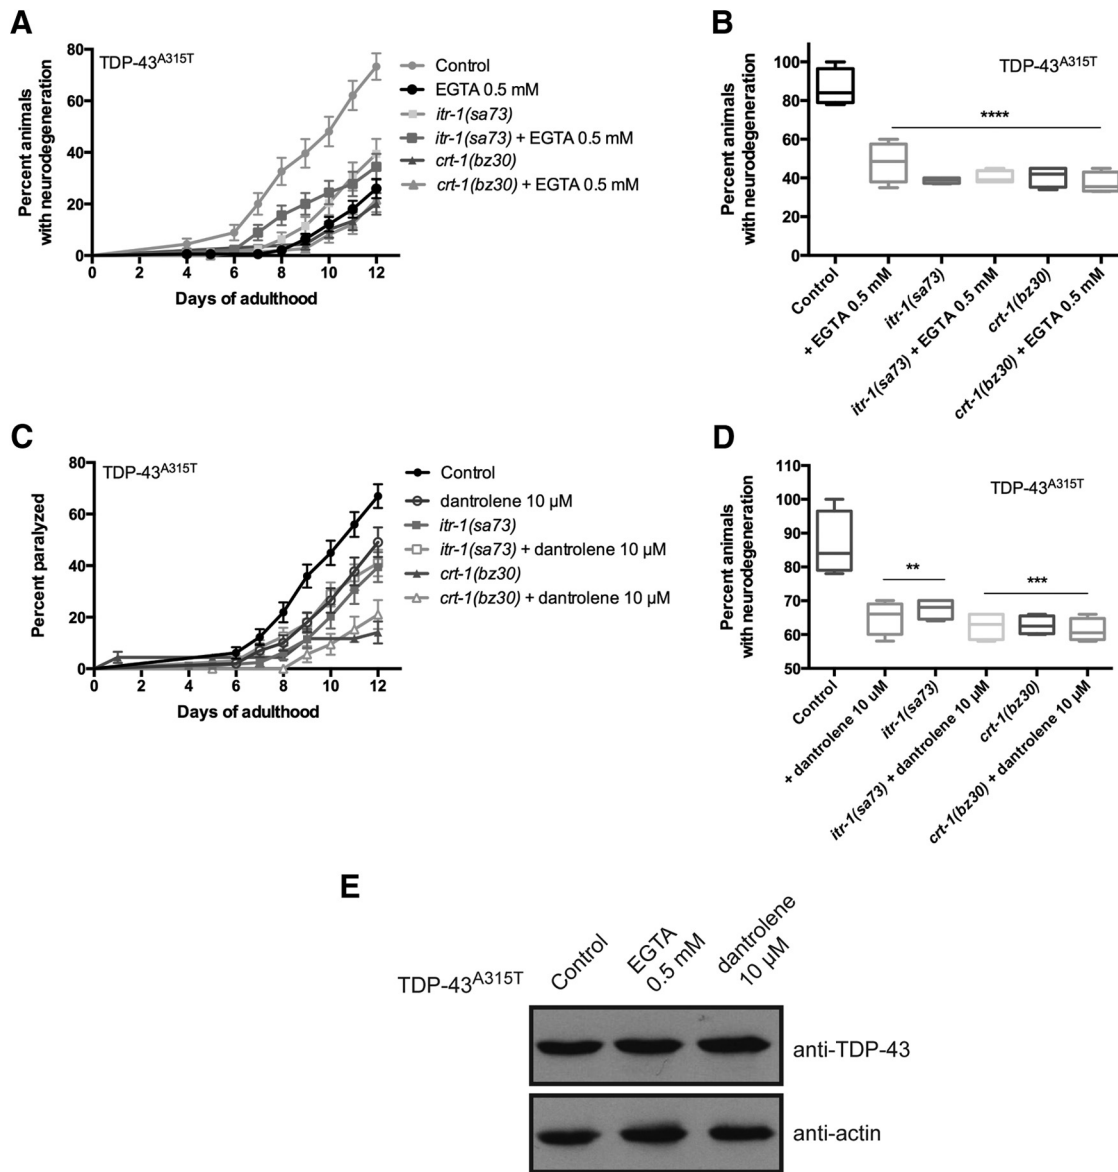 A
TDP-43A315T
Percent animals
with neurodegeneration
80
60
40
20
0
0 2 4 6 8 10 12
Days of adulthood
Control
EGTA 0.5 mM
itr-1(sa73)
itr-1(sa73) + EGTA 0.5 mM
crt-1(bz30)
crt-1(bz30) + EGTA 0.5 mM
B
TDP-43A315T
Percent animals
with neurodegeneration
100
80
60
40
20
0
****
Control
+ EGTA 0.5 mM
itr-1(sa73)
itr-1(sa73) + EGTA 0.5 mM
crt-1(bz30)
crt-1(bz30) + EGTA 0.5 mM
C
TDP-43A315T
Percent paralyzed
80
60
40
20
0
0 2 4 6 8 10 12
Days of adulthood
Control
dantrolene 10 µM
itr-1(sa73)
itr-1(sa73) + dantrolene 10 µM
crt-1(bz30)
crt-1(bz30) + dantrolene 10 µM
D
TDP-43A315T
Percent animals
with neurodegeneration
110
100
90
80
70
60
50
**
***
Control
+ dantrolene 10 uM
itr-1(sa73)
itr-1(sa73) + dantrolene 10 µM
crt-1(bz30)
crt-1(bz30) + dantrolene 10 µM
E
TDP-43A315T
Control
EGTA
0.5 mM
dantrolene
10 µM
anti-TDP-43
anti-actin